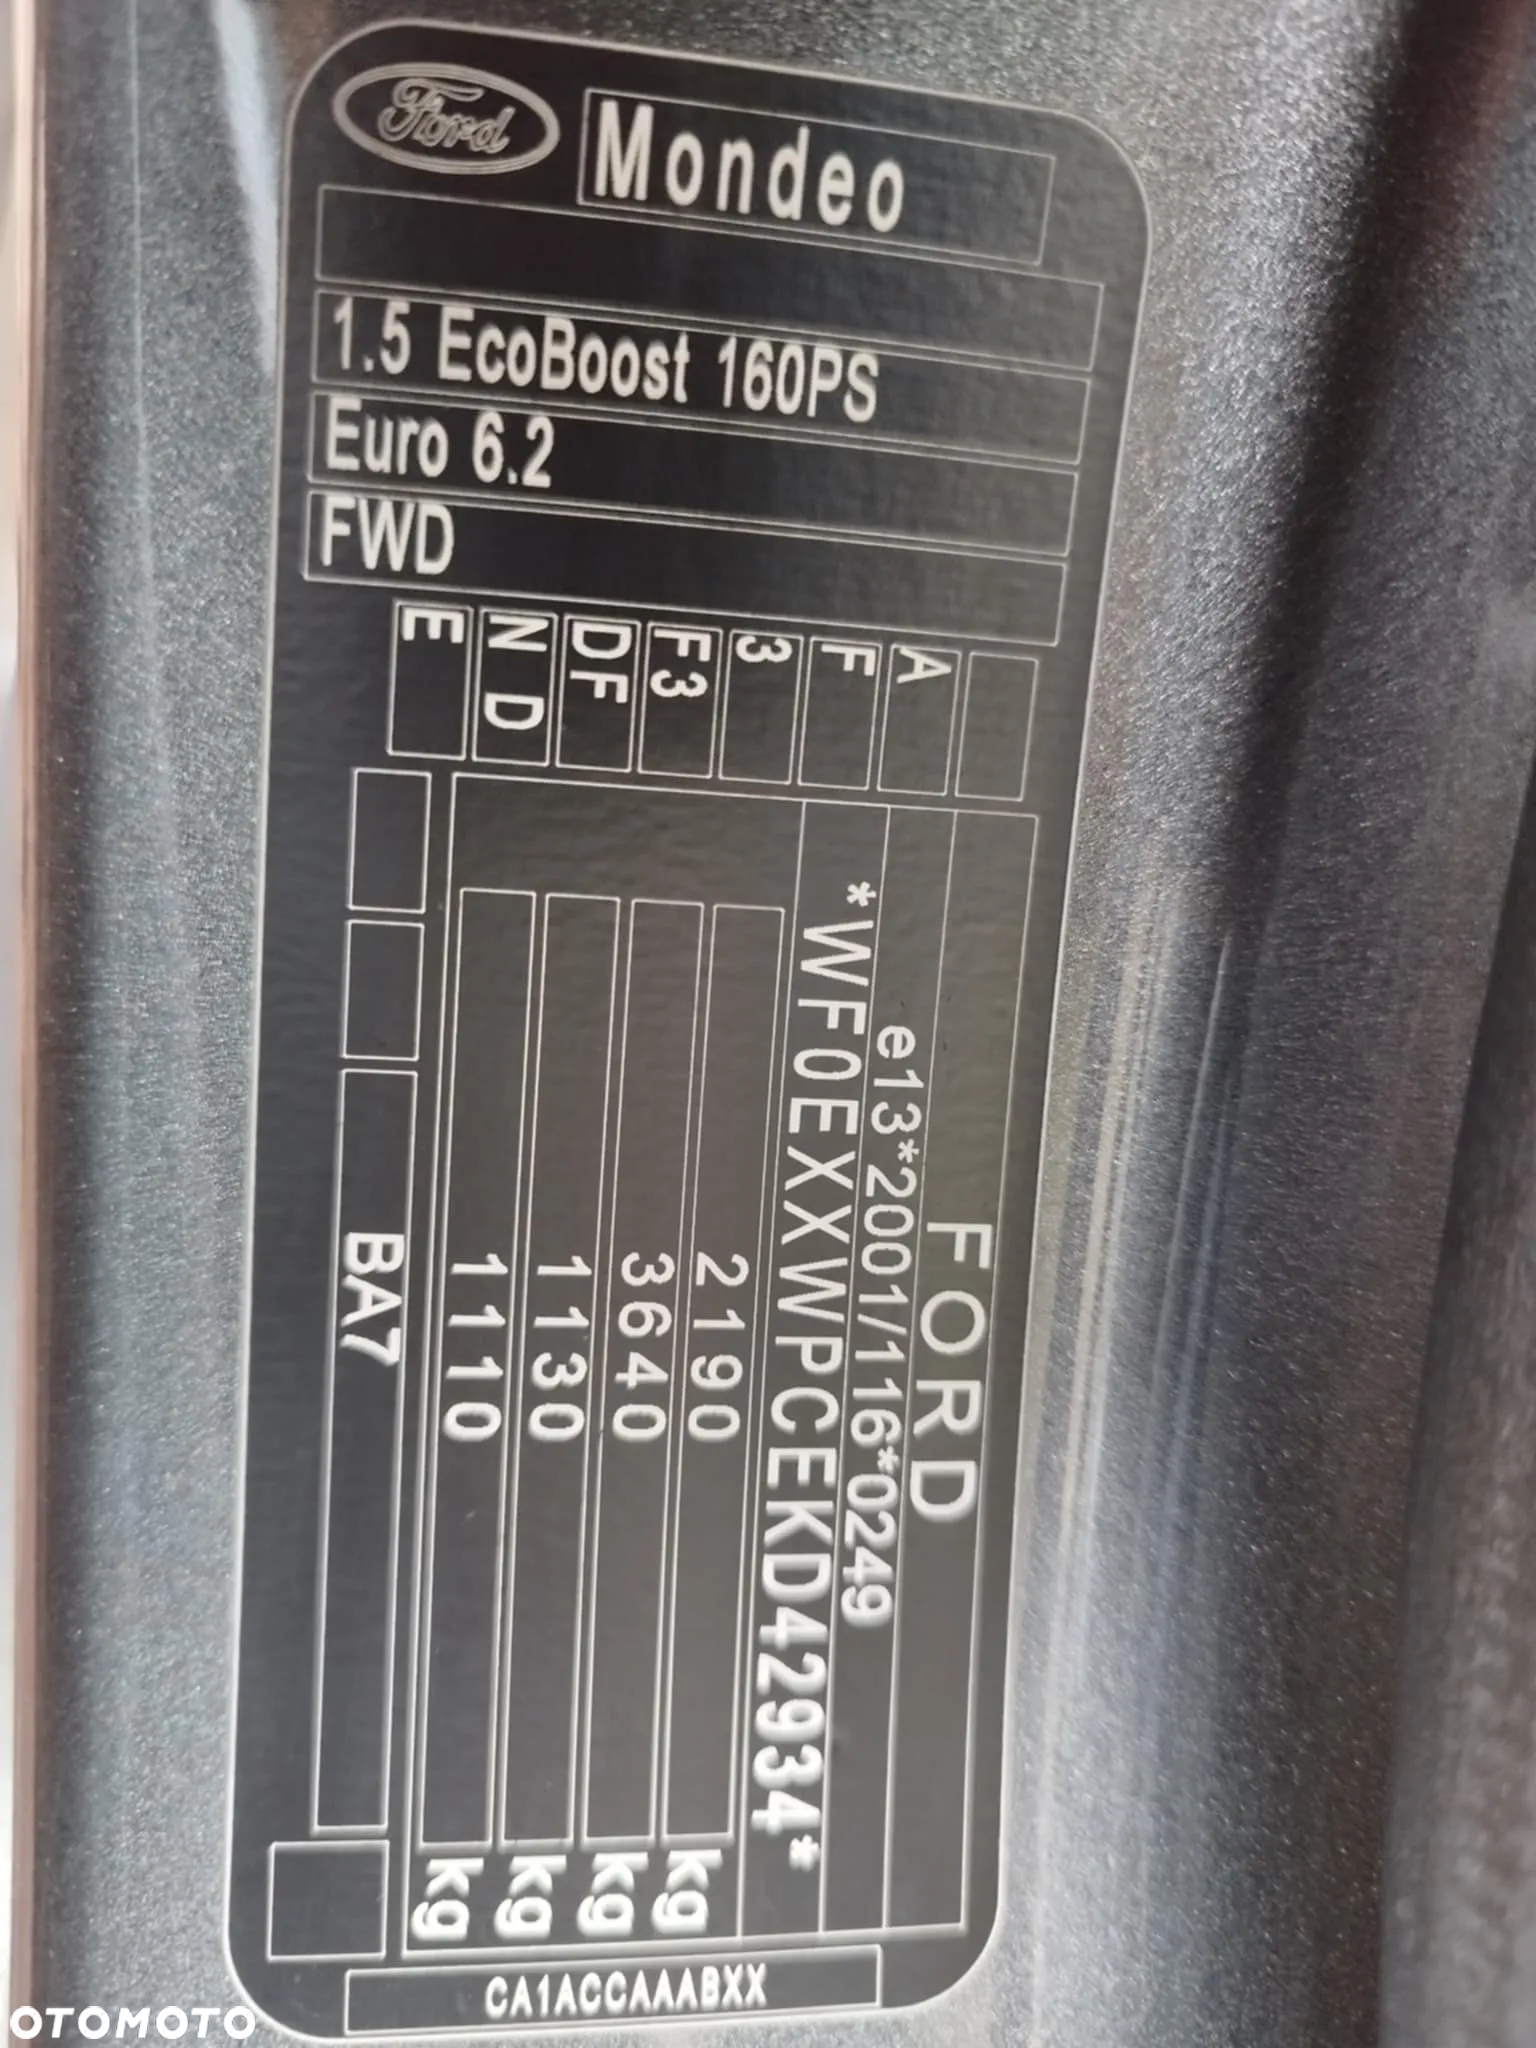 Ford
Mondeo
1.5 EcoBoost 160PS
Euro 6.2
FWD
A
F
3
F3
DF
N D
E
FORD
e13*2001/116*0249
*WF0EXXWPCEKD42934*
2190 kg
3640 kg
1130 kg
1110 kg
BA7
CA1ACCAAABXX
OTOMOTO